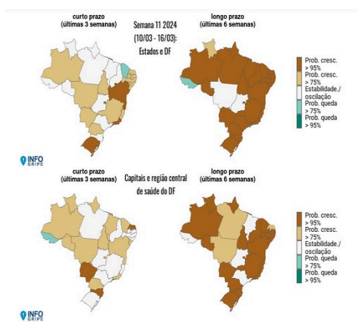 curto prazo
(últimas 3 semanas)
Semana 11 2024
(10/03 - 16/03):
Estados e DF
longo prazo
(últimas 6 semanas)
Prob. cresc.
> 95%
Prob. cresc.
> 75%
Estabilidade./
oscilação
Prob. queda
> 75%
Prob. queda
> 95%
INFO
GRIPE
curto prazo
(últimas 3 semanas)
Capitais e região central
de saúde do DF
longo prazo
(últimas 6 semanas)
Prob. cresc.
> 95%
Prob. cresc.
> 75%
Estabilidade./
oscilação
Prob. queda
> 75%
Prob. queda
> 95%
INFO
GRIPE